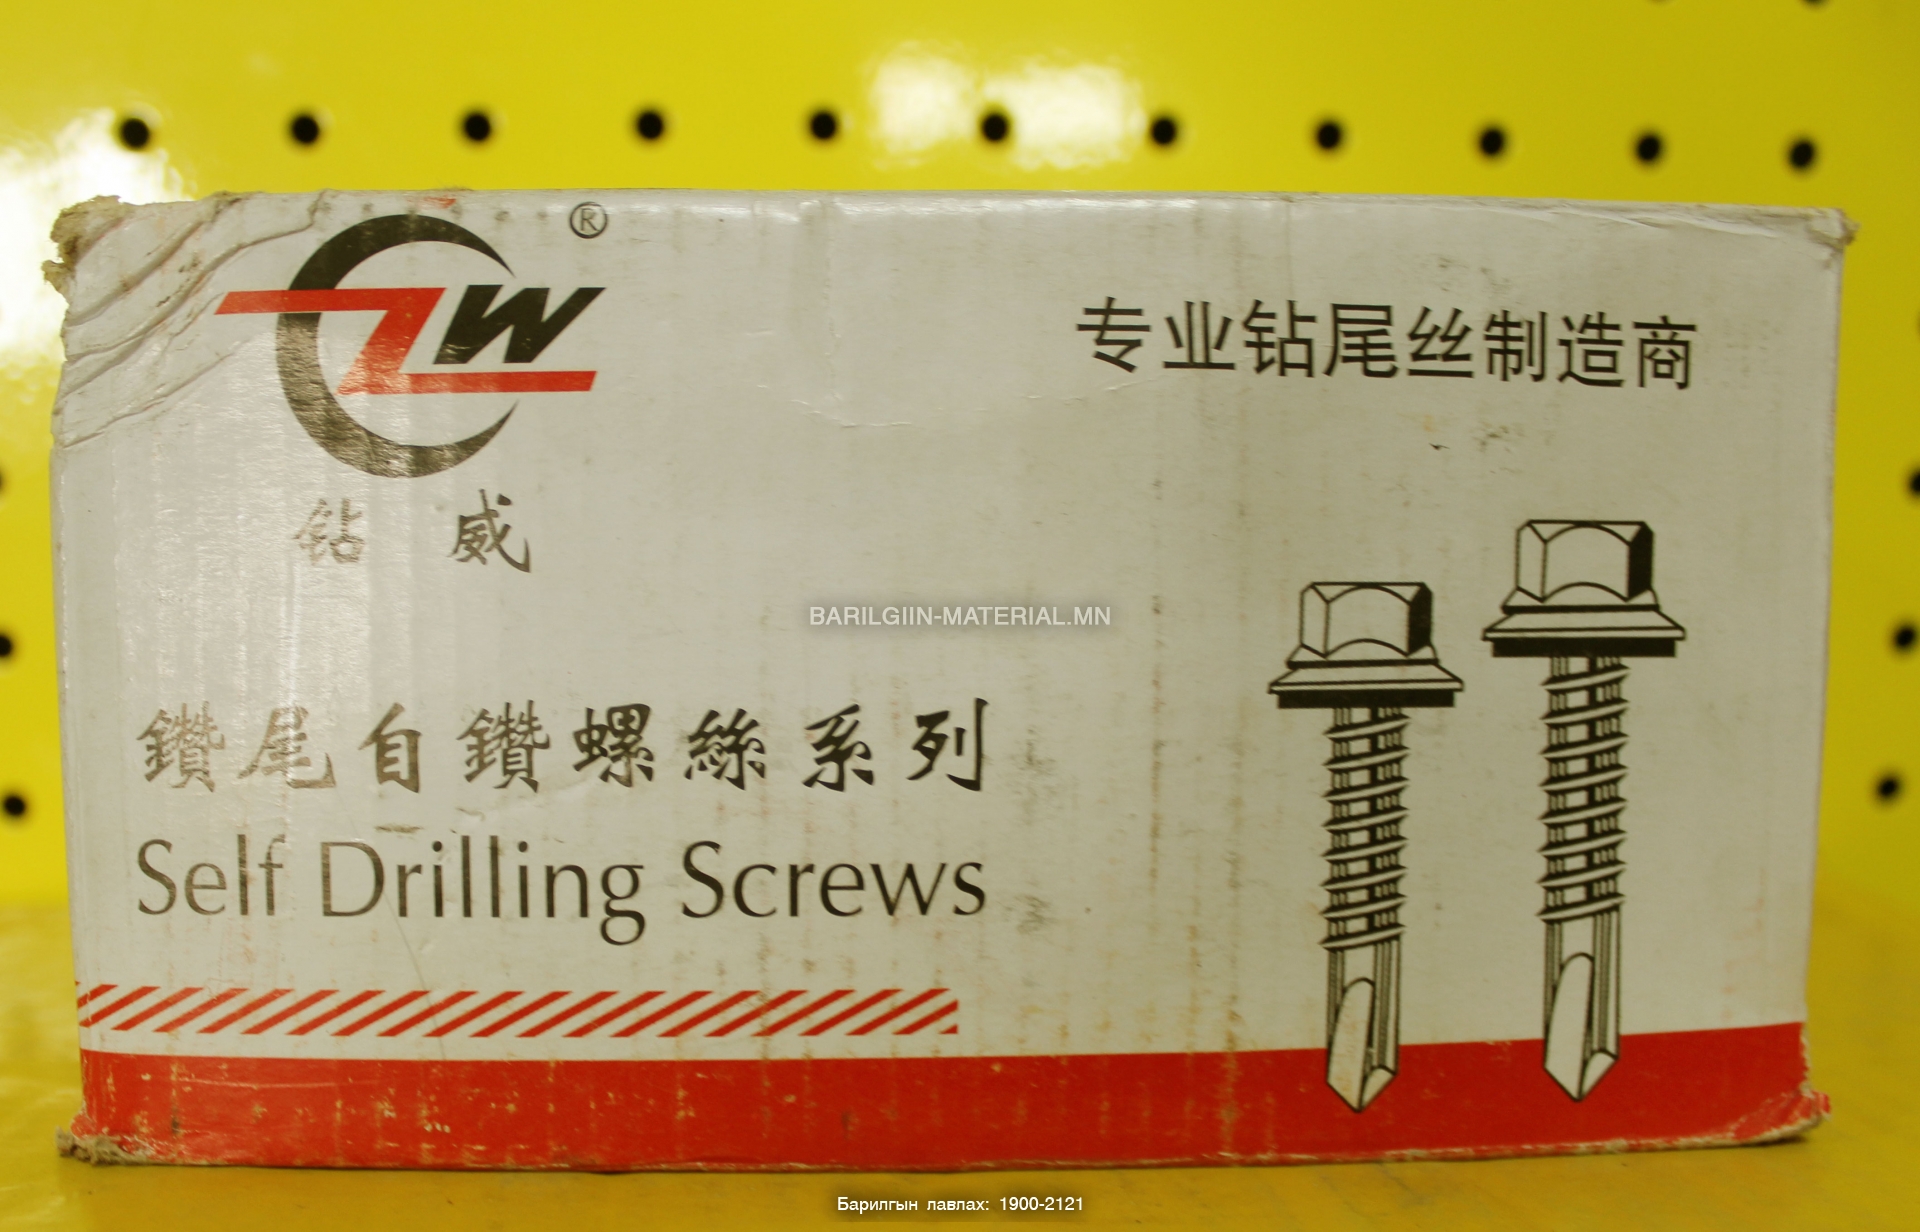 ®
ZW
专业钻尾丝制造商
钻威
BARILGIIN-MATERIAL.MN
鑽尾自鑽螺絲系列
Self Drilling Screws
Барилгын лавлах: 1900-2121